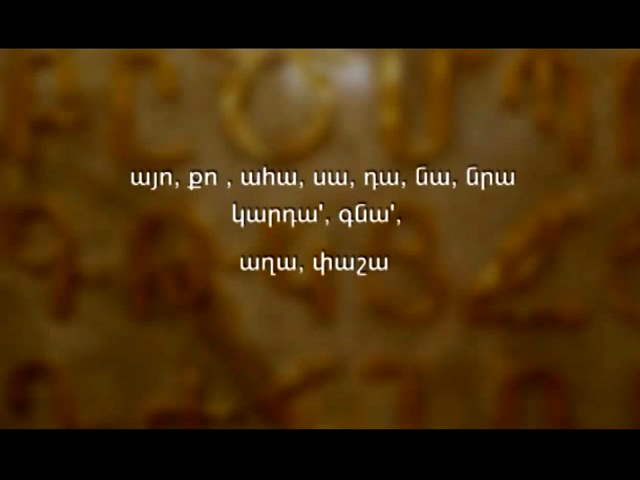 այո, քո , ահա, սա, դա, նա, նրա
կարդա', գնա',
աղա, փաշա